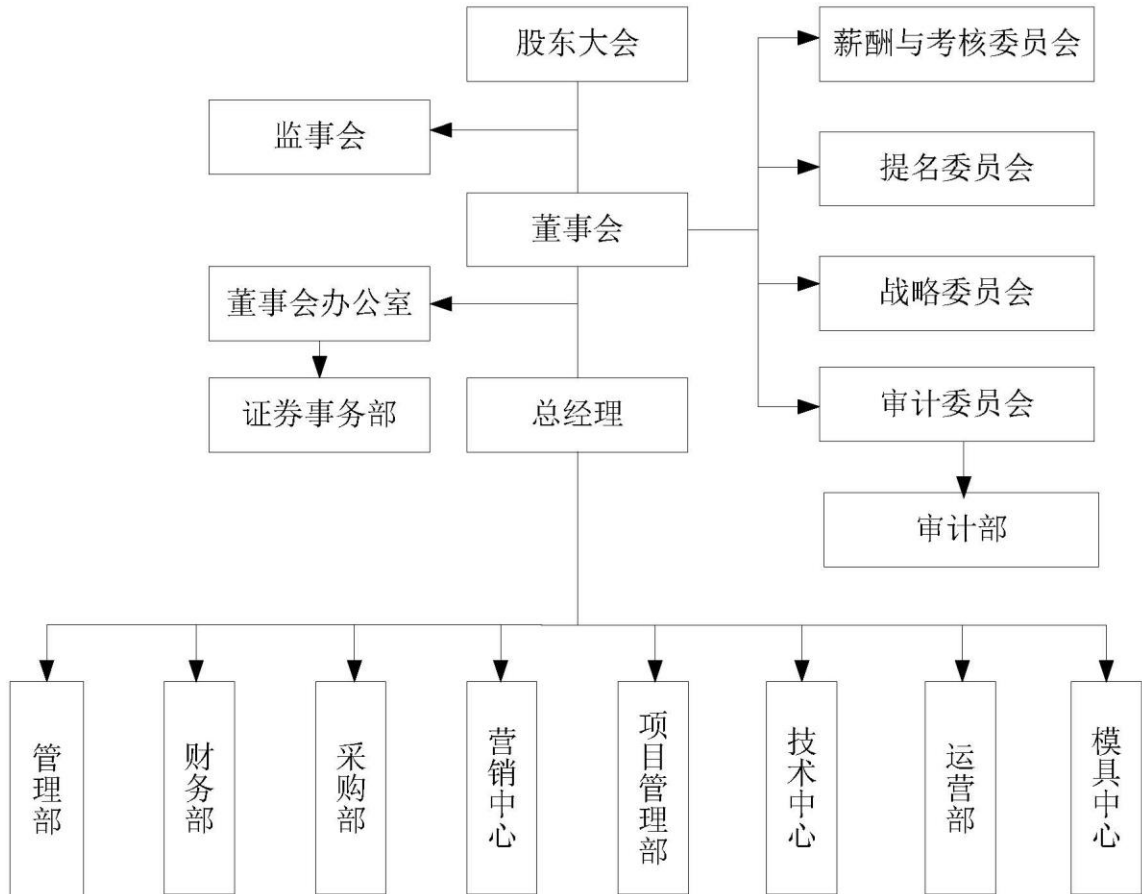 股东大会
薪酬与考核委员会
监事会
提名委员会
董事会
董事会办公室
战略委员会
证券事务部
总经理
审计委员会
审计部
管理部
财务部
采购部
营销中心
项目管理部
技术中心
运营部
模具中心